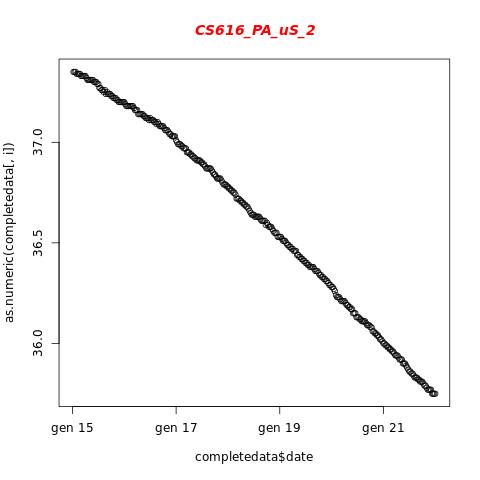 CS616_PA_uS_2
as.numeric(completedata[, i])
37.0
36.5
36.0
gen 15
gen 17
gen 19
gen 21
completedata$date